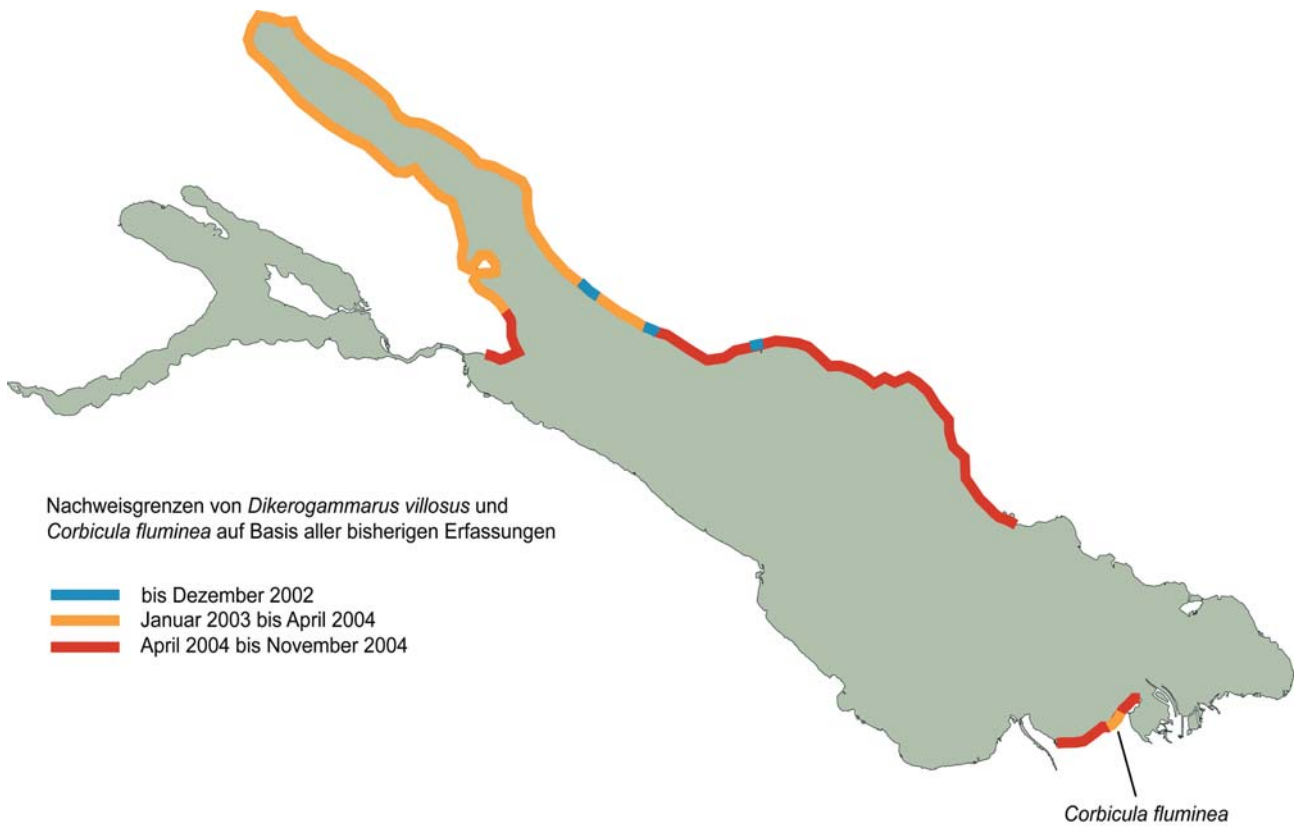 Nachweisgrenzen von Dikerogammarus villosus und
Corbicula fluminea auf Basis aller bisherigen Erfassungen
bis Dezember 2002
Januar 2003 bis April 2004
April 2004 bis November 2004
Corbicula fluminea